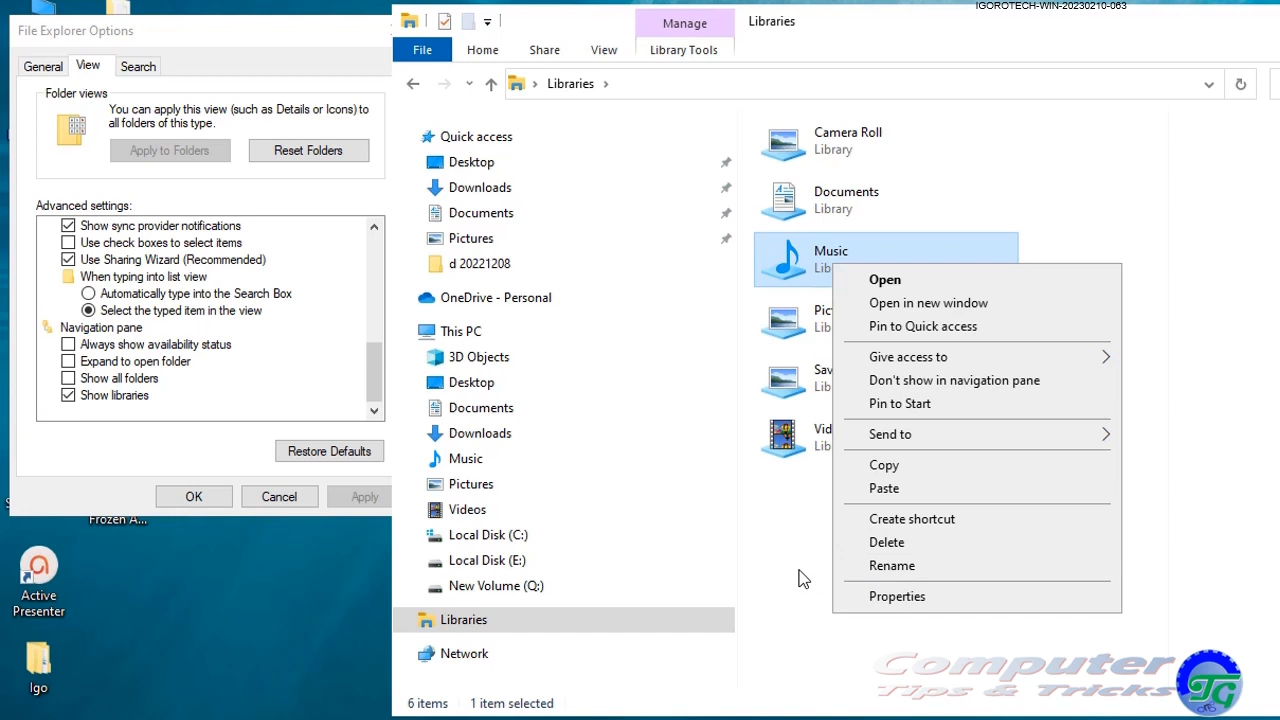 IGOROTECH-WIN-20230210-063
File Explorer Options
General View Search
Folder views
You can apply this view (such as Details or Icons) to
all folders of this type.
Apply to Folders Reset Folders
Advanced settings:
Show sync provider notifications
Use check boxes to select items
Use Sharing Wizard (Recommended)
When typing into list view
Automatically type into the Search Box
Select the typed item in the view
Navigation pane
Always show availability status
Expand to open folder
Show all folders
Show libraries
Restore Defaults
OK Cancel Apply
Frozen A...
Active
Presenter
Igo
Manage Libraries
File Home Share View Library Tools
Libraries
Quick access
Desktop
Downloads
Documents
Pictures
d 20221208
OneDrive - Personal
This PC
3D Objects
Desktop
Documents
Downloads
Music
Pictures
Videos
Local Disk (C:)
Local Disk (E:)
New Volume (Q:)
Libraries
Network
Camera Roll
Library
Documents
Library
Music
Lib
Pic
Lib
Sav
Lib
Vid
Lib
Open
Open in new window
Pin to Quick access
Give access to
Don't show in navigation pane
Pin to Start
Send to
Copy
Paste
Create shortcut
Delete
Rename
Properties
6 items 1 item selected
Computer
Tips & Tricks
TG